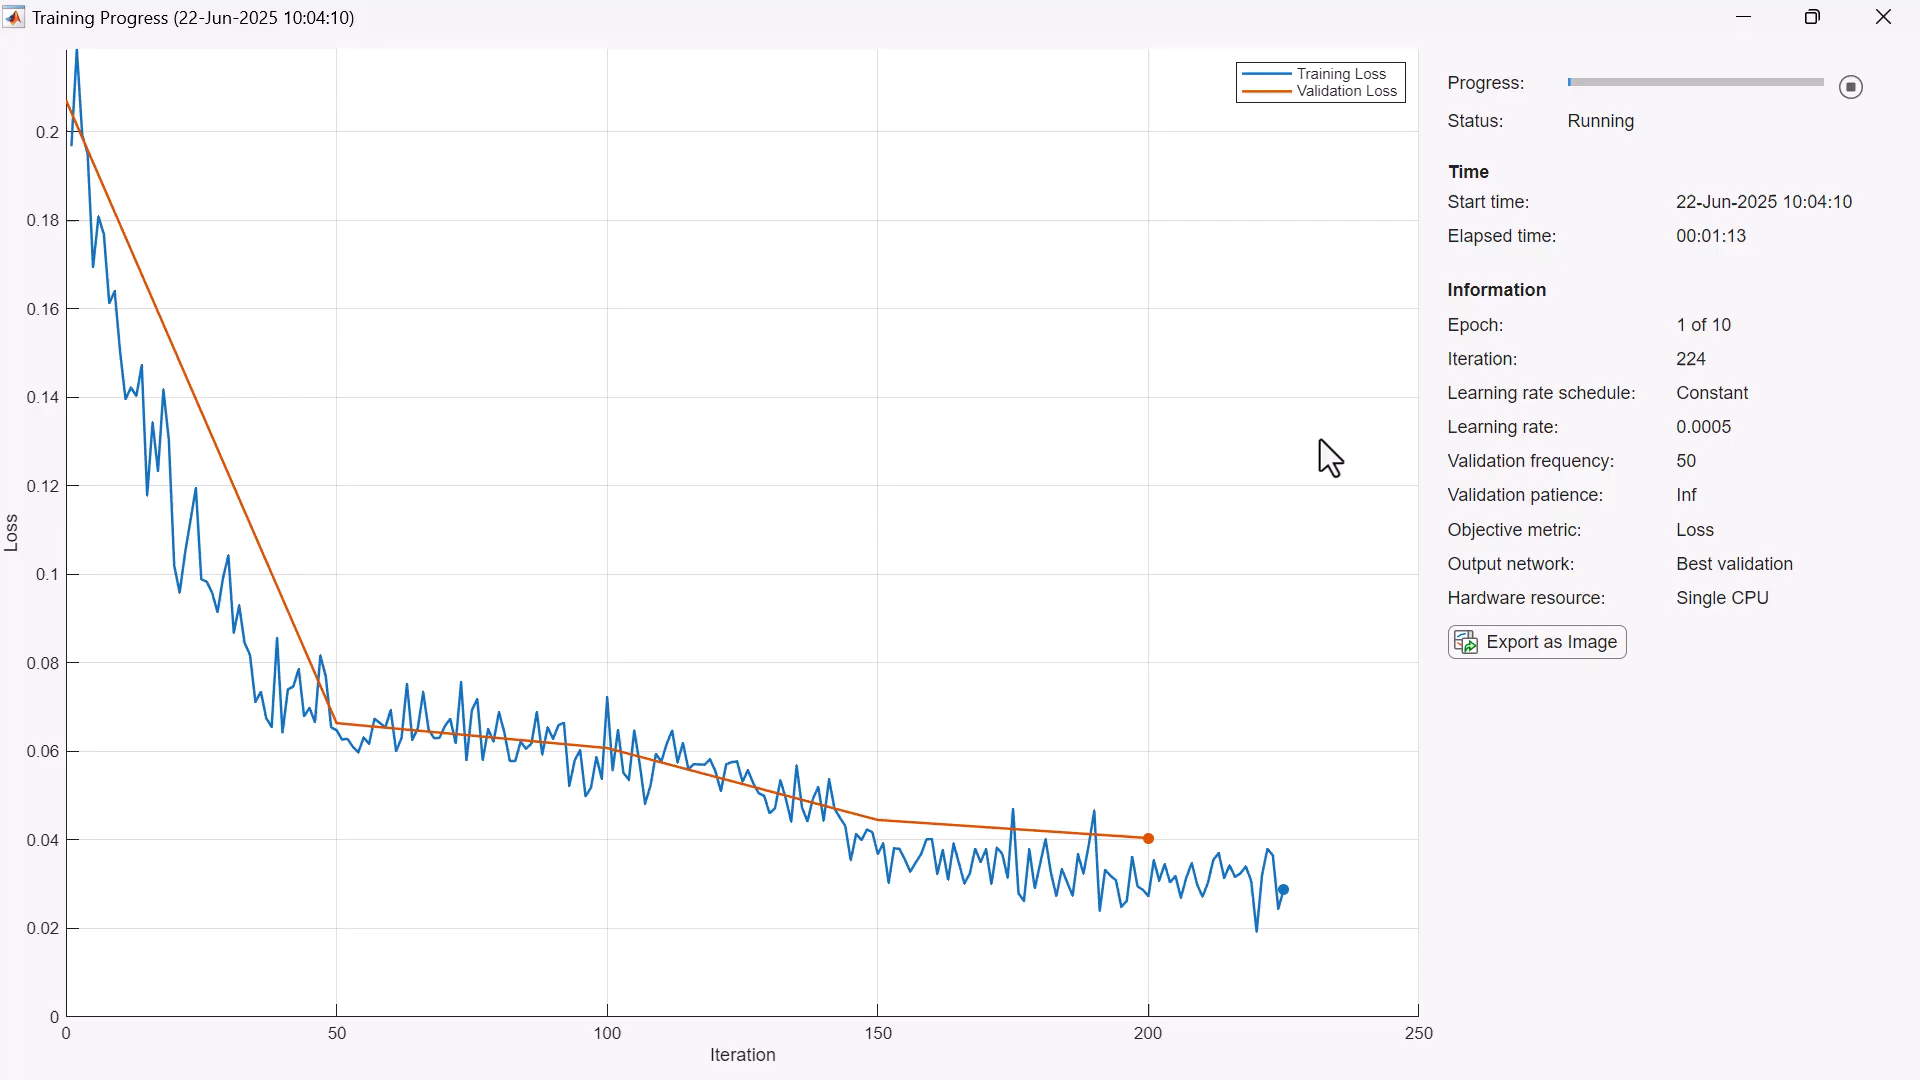 Training Progress (22-Jun-2025 10:04:10)
Training Loss
Validation Loss
0.2
0.18
0.16
0.14
0.12
0.1
0.08
0.06
0.04
0.02
0
Loss
0 50 100 150 200 250
Iteration
Progress:
Status: Running
Time
Start time: 22-Jun-2025 10:04:10
Elapsed time: 00:01:13
Information
Epoch: 1 of 10
Iteration: 224
Learning rate schedule: Constant
Learning rate: 0.0005
Validation frequency: 50
Validation patience: Inf
Objective metric: Loss
Output network: Best validation
Hardware resource: Single CPU
Export as Image